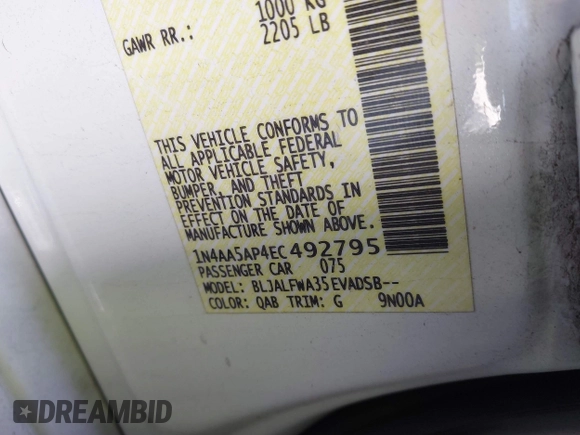 1000 KG
GAWR RR.: 2205 LB
THIS VEHICLE CONFORMS TO
ALL APPLICABLE FEDERAL
MOTOR VEHICLE SAFETY,
BUMPER, AND THEFT
PREVENTION STANDARDS IN
EFFECT ON THE DATE OF
MANUFACTURE SHOWN ABOVE.
1N4AA5AP4EC492795
PASSENGER CAR 075
MODEL: BLJALFWA35EVADSB--
COLOR: QAB TRIM: G 9N00A
DREAMBID